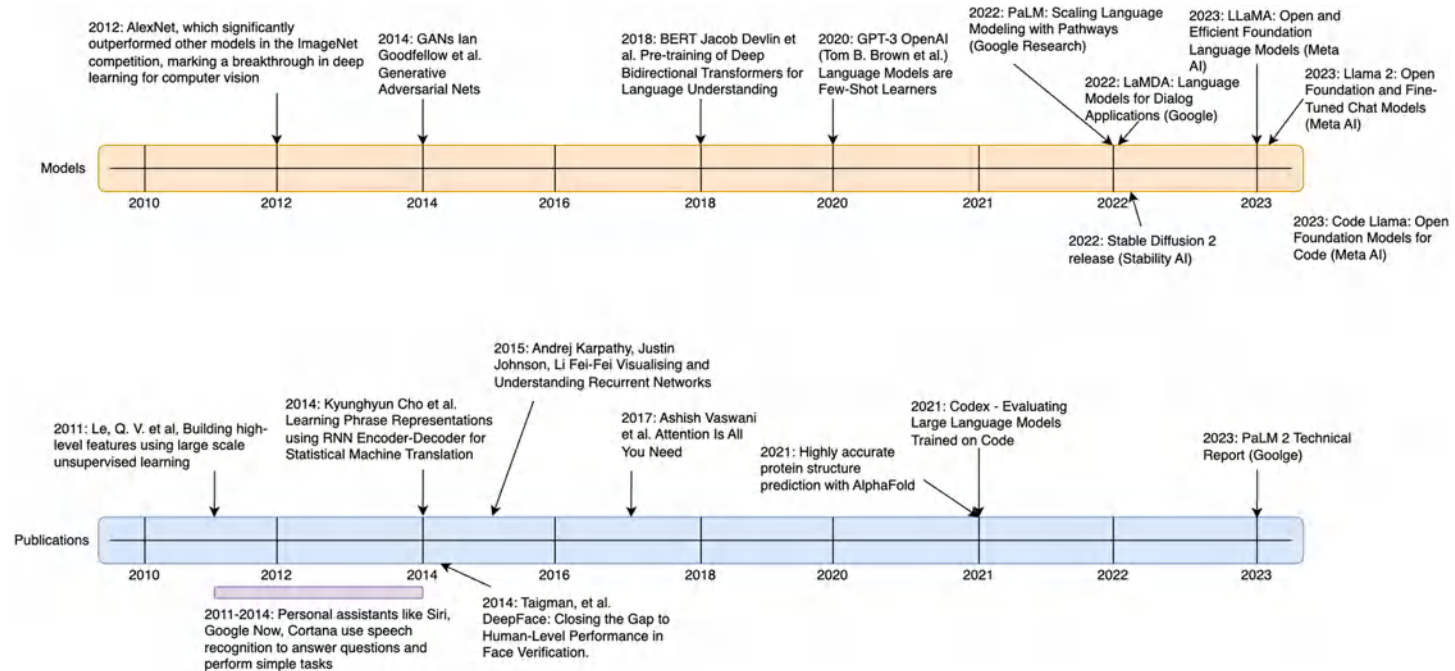 2012: AlexNet, which significantly
outperformed other models in the ImageNet
competition, marking a breakthrough in deep
learning for computer vision
2014: GANs Ian
Goodfellow et al.
Generative
Adversarial Nets
2018: BERT Jacob Devlin et
al. Pre-training of Deep
Bidirectional Transformers for
Language Understanding
2020: GPT-3 OpenAI
(Tom B. Brown et al.)
Language Models are
Few-Shot Learners
2022: PaLM: Scaling Language
Modeling with Pathways
(Google Research)
2022: LaMDA: Language
Models for Dialog
Applications (Google)
2023: LLaMA: Open and
Efficient Foundation
Language Models (Meta
AI)
2023: Llama 2: Open
Foundation and Fine-
Tuned Chat Models
(Meta AI)
Models
2010
2012
2014
2016
2018
2020
2021
2022
2023
2022: Stable Diffusion 2
release (Stability AI)
2023: Code Llama: Open
Foundation Models for
Code (Meta AI)
2011: Le, Q. V. et al, Building high-
level features using large scale
unsupervised learning
2014: Kyunghyun Cho et al.
Learning Phrase Representations
using RNN Encoder-Decoder for
Statistical Machine Translation
2015: Andrej Karpathy, Justin
Johnson, Li Fei-Fei Visualising and
Understanding Recurrent Networks
2017: Ashish Vaswani
et al. Attention Is All
You Need
2021: Highly accurate
protein structure
prediction with AlphaFold
2021: Codex - Evaluating
Large Language Models
Trained on Code
2023: PaLM 2 Technical
Report (Goolge)
Publications
2010
2012
2014
2016
2018
2020
2021
2022
2023
2011-2014: Personal assistants like Siri,
Google Now, Cortana use speech
recognition to answer questions and
perform simple tasks
2014: Taigman, et al.
DeepFace: Closing the Gap to
Human-Level Performance in
Face Verification.